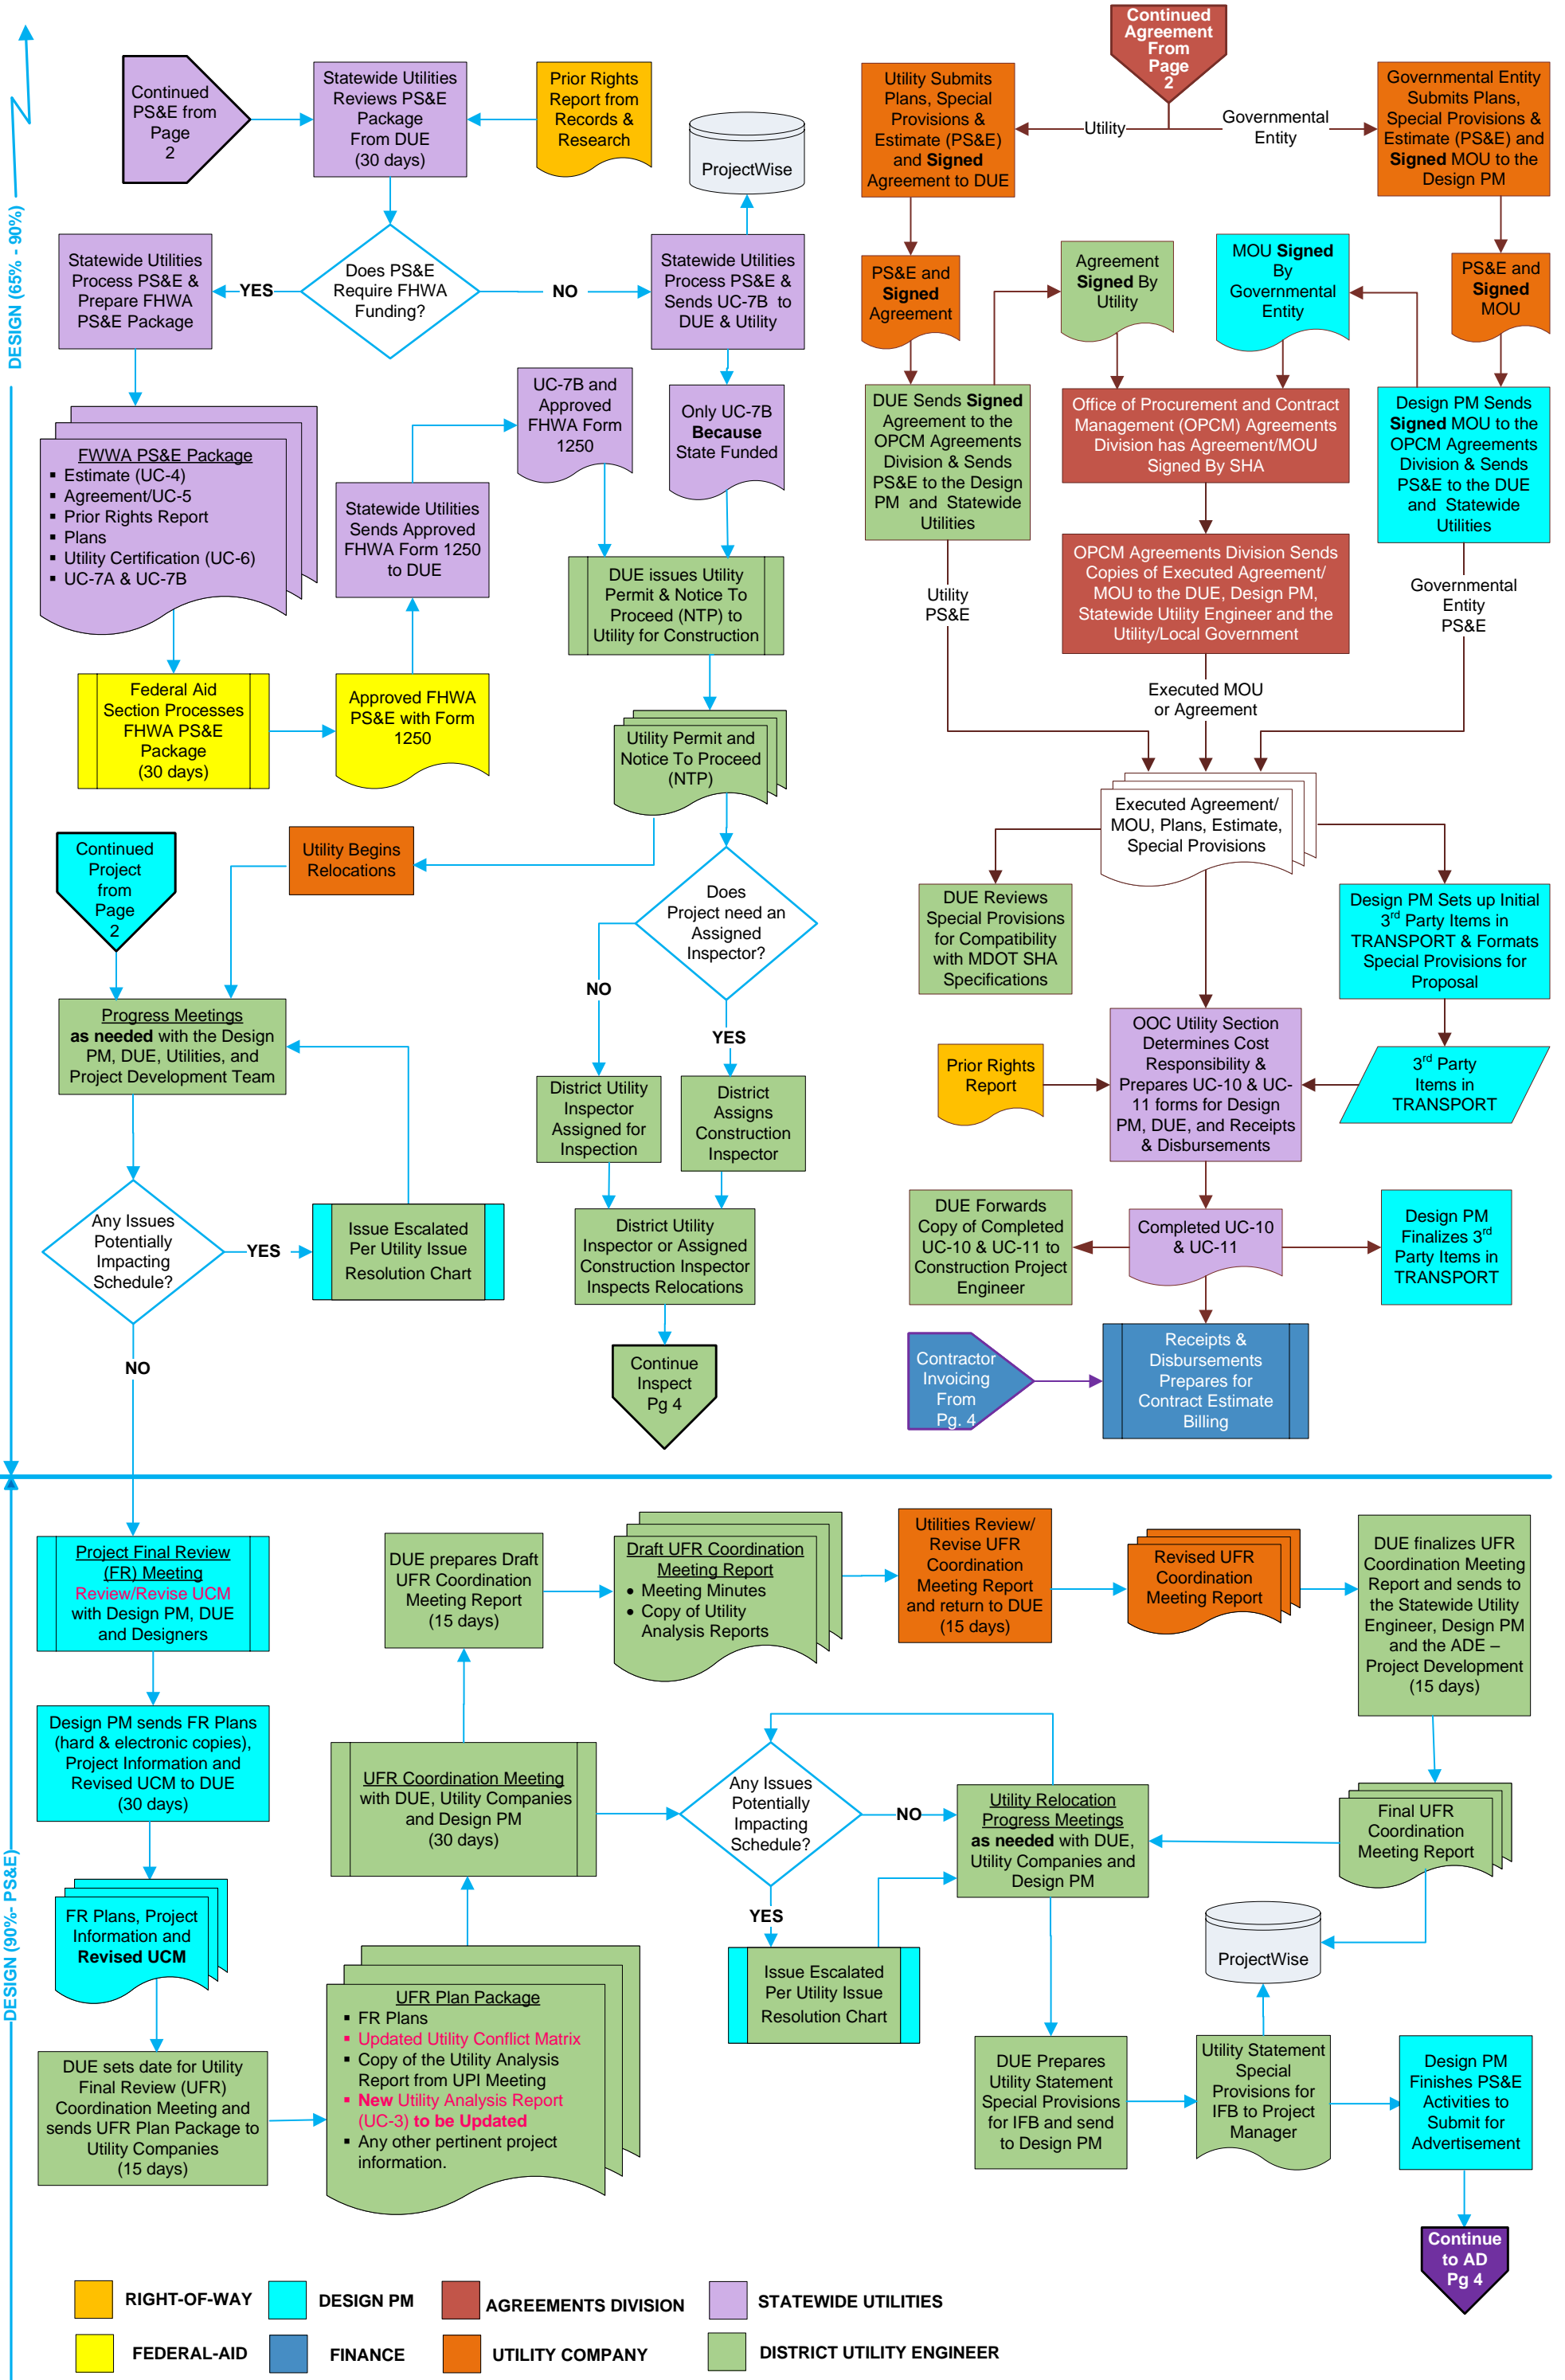 DESIGN (65% - 90%)
Continued
PS&E from
Page
2
Statewide Utilities
Reviews PS&E
Package
From DUE
(30 days)
Prior Rights
Report from
Records &
Research
ProjectWise
Statewide Utilities
Process PS&E &
Prepare FHWA
PS&E Package
YES
Does PS&E
Require FHWA
Funding?
NO
Statewide Utilities
Process PS&E &
Sends UC-7B to
DUE & Utility
FWWA PS&E Package
▪ Estimate (UC-4)
▪ Agreement/UC-5
▪ Prior Rights Report
▪ Plans
▪ Utility Certification (UC-6)
▪ UC-7A & UC-7B
Statewide Utilities
Sends Approved
FHWA Form 1250
to DUE
UC-7B and
Approved
FHWA Form
1250
Only UC-7B
Because
State Funded
DUE issues Utility
Permit & Notice To
Proceed (NTP) to
Utility for Construction
Federal Aid
Section Processes
FHWA PS&E
Package
(30 days)
Approved FHWA
PS&E with Form
1250
Utility Permit and
Notice To Proceed
(NTP)
Continued
Project
from
Page
2
Utility Begins
Relocations
Does
Project need an
Assigned
Inspector?
NO
YES
Progress Meetings
as needed with the Design
PM, DUE, Utilities, and
Project Development Team
District Utility
Inspector
Assigned for
Inspection
District
Assigns
Construction
Inspector
Any Issues
Potentially
Impacting
Schedule?
YES
Issue Escalated
Per Utility Issue
Resolution Chart
NO
District Utility
Inspector or Assigned
Construction Inspector
Inspects Relocations
Continue
Inspect
Pg 4
Continued
Agreement
From
Page
2
Utility Submits
Plans, Special
Provisions &
Estimate (PS&E)
and Signed
Agreement to DUE
Utility
Governmental
Entity
Governmental Entity
Submits Plans,
Special Provisions &
Estimate (PS&E) and
Signed MOU to the
Design PM
PS&E and
Signed
Agreement
Agreement
Signed By
Utility
MOU Signed
By
Governmental
Entity
PS&E and
Signed
MOU
DUE Sends Signed
Agreement to the
OPCM Agreements
Division & Sends
PS&E to the Design
PM and Statewide
Utilities
Office of Procurement and Contract
Management (OPCM) Agreements
Division has Agreement/MOU
Signed By SHA
Design PM Sends
Signed MOU to the
OPCM Agreements
Division & Sends
PS&E to the DUE
and Statewide
Utilities
OPCM Agreements Division Sends
Copies of Executed Agreement/
MOU to the DUE, Design PM,
Statewide Utility Engineer and the
Utility/Local Government
Utility
PS&E
Governmental
Entity
PS&E
Executed MOU
or Agreement
Executed Agreement/
MOU, Plans, Estimate,
Special Provisions
DUE Reviews
Special Provisions
for Compatibility
with MDOT SHA
Specifications
Design PM Sets up Initial
3rd Party Items in
TRANSPORT & Formats
Special Provisions for
Proposal
Prior Rights
Report
OOC Utility Section
Determines Cost
Responsibility &
Prepares UC-10 & UC-
11 forms for Design
PM, DUE, and Receipts
& Disbursements
3rd Party
Items in
TRANSPORT
DUE Forwards
Copy of Completed
UC-10 & UC-11 to
Construction Project
Engineer
Completed UC-10
& UC-11
Design PM
Finalizes 3rd
Party Items in
TRANSPORT
Contractor
Invoicing
From
Pg. 4
Receipts &
Disbursements
Prepares for
Contract Estimate
Billing
DESIGN (90%- PS&E)
Project Final Review
(FR) Meeting
Review/Revise UCM
with Design PM, DUE
and Designers
Design PM sends FR Plans
(hard & electronic copies),
Project Information and
Revised UCM to DUE
(30 days)
FR Plans, Project
Information and
Revised UCM
DUE sets date for Utility
Final Review (UFR)
Coordination Meeting and
sends UFR Plan Package to
Utility Companies
(15 days)
UFR Plan Package
▪ FR Plans
▪ Updated Utility Conflict Matrix
▪ Copy of the Utility Analysis
Report from UPI Meeting
▪ New Utility Analysis Report
(UC-3) to be Updated
▪ Any other pertinent project
information.
UFR Coordination Meeting
with DUE, Utility Companies
and Design PM
(30 days)
DUE prepares Draft
UFR Coordination
Meeting Report
(15 days)
Draft UFR Coordination
Meeting Report
• Meeting Minutes
• Copy of Utility
Analysis Reports
Utilities Review/
Revise UFR
Coordination
Meeting Report
and return to DUE
(15 days)
Revised UFR
Coordination
Meeting Report
DUE finalizes UFR
Coordination Meeting
Report and sends to
the Statewide Utility
Engineer, Design PM
and the ADE –
Project Development
(15 days)
Any Issues
Potentially
Impacting
Schedule?
NO
YES
Issue Escalated
Per Utility Issue
Resolution Chart
Utility Relocation
Progress Meetings
as needed with DUE,
Utility Companies and
Design PM
Final UFR
Coordination
Meeting Report
ProjectWise
DUE Prepares
Utility Statement
Special Provisions
for IFB and send
to Design PM
Utility Statement
Special
Provisions for
IFB to Project
Manager
Design PM
Finishes PS&E
Activities to
Submit for
Advertisement
Continue
to AD
Pg 4
RIGHT-OF-WAY
DESIGN PM
AGREEMENTS DIVISION
STATEWIDE UTILITIES
FEDERAL-AID
FINANCE
UTILITY COMPANY
DISTRICT UTILITY ENGINEER